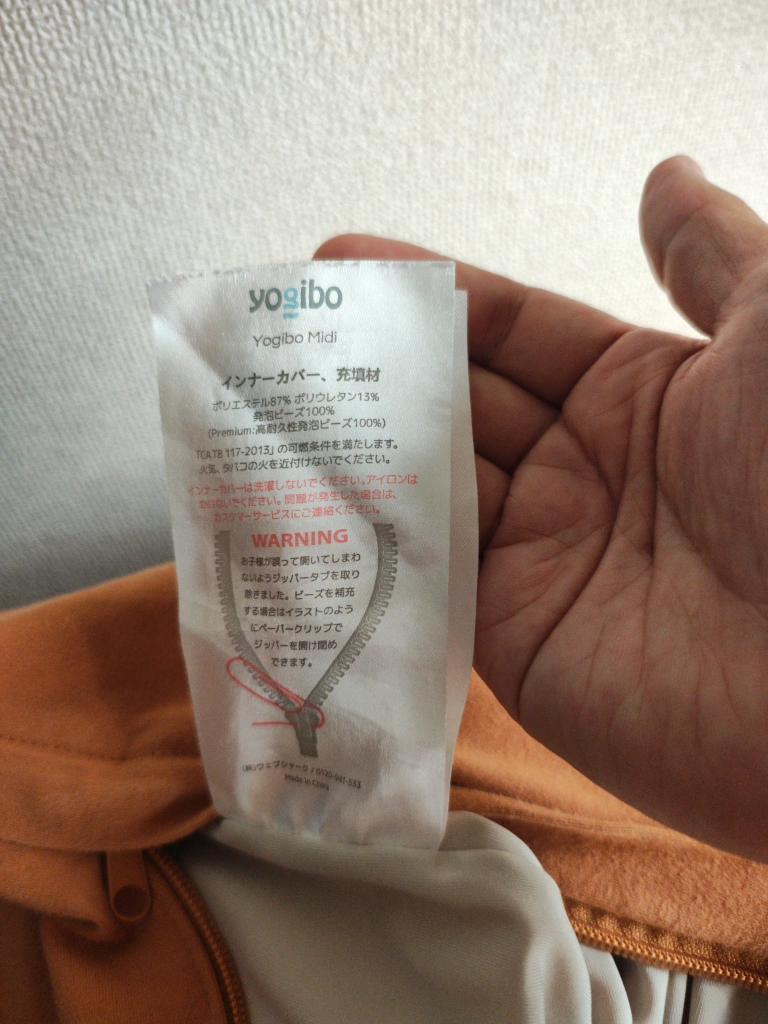 yogibo
Yogibo Midi
インナーカバー、充填材
ポリエステル87% ポリウレタン13%
発泡ビーズ100%
(Premium:高耐久性発泡ビーズ100%)
「CA TB 117-2013」の可燃条件を満たします。
火気、タバコの火を近付けないでください。
インナーカバーは洗濯しないでください。アイロンは
かけないでください。問題が発生した場合は、
カスタマーサービスにご連絡ください。
WARNING
お子様が誤って開いてしまわ
ないようジッパータブを取り
除きました。ビーズを補充
する場合はイラストのよう
にペーパークリップで
ジッパーを開け閉め
できます。
(株)ウェブシャーク / 0120-941-553
Made in China